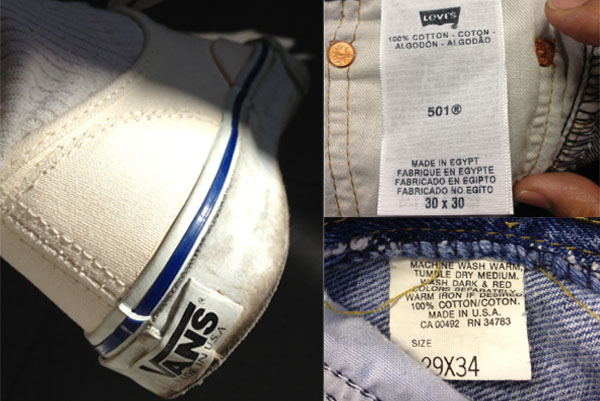 VANS
MADE IN U.S.A
LEVI'S
100% COTTON - COTON -
ALGODÓN - ALGODÃO
501®
MADE IN EGYPT
FABRIQUE EN EGYPTE
FABRICADO EN EGIPTO
FABRICADO NO EGITO
30 x 30
MACHINE WASH WARM,
TUMBLE DRY MEDIUM.
WASH DARK & RED
COLORS SEPARATELY.
WARM IRON IF DESIRED
100% COTTON/COTON.
MADE IN U.S.A.
CA 00492 RN 34783
SIZE
29X34